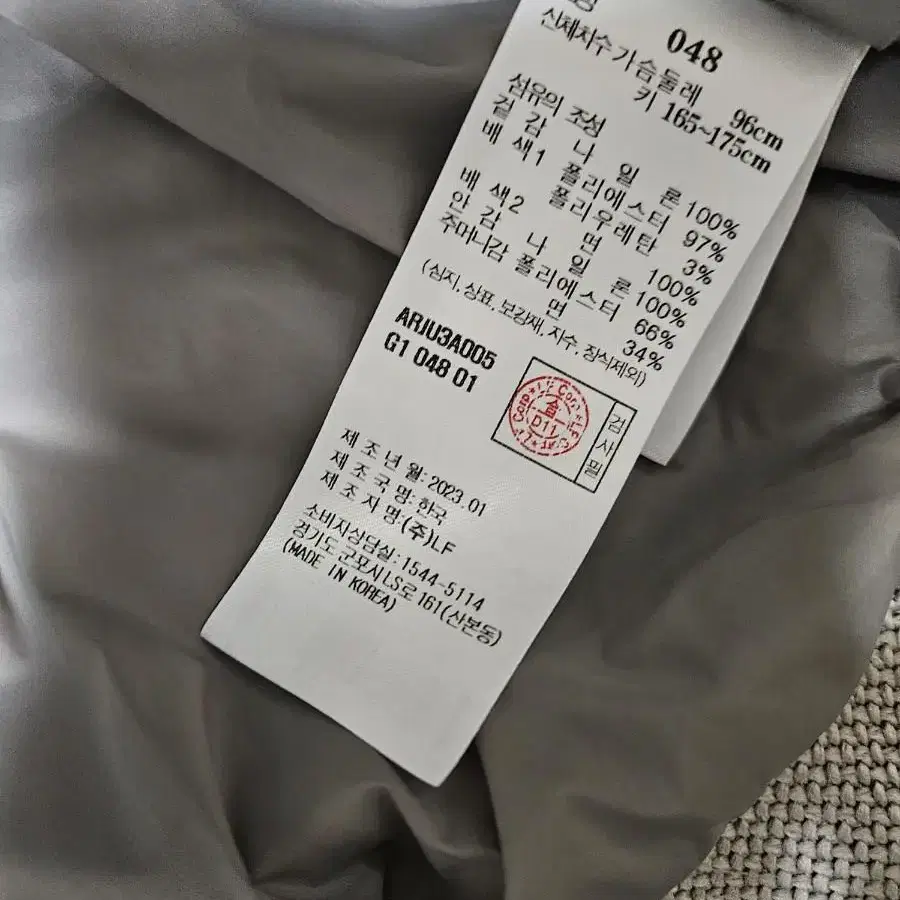 048
신체치수 가슴둘레 96cm
키 165~175cm
섬유의 조성
겉 감 나 일 론 100%
배 색1 폴리에스터 97%
폴리우레탄 3%
배 색2 면 100%
안 감 나 일 론 100%
주머니감 폴리에스터 66%
면 34%
(심지, 상표, 보강재, 자수, 장식제외)
ARJU3A005
G1 048 01
검사필
D11
제 조 년 월: 2023.01
제 조 국 명: 한국
제 조 자 명:(주)LF
소비자상담실:1544-5114
경기도 군포시 LS로 161(산본동)
(MADE IN KOREA)